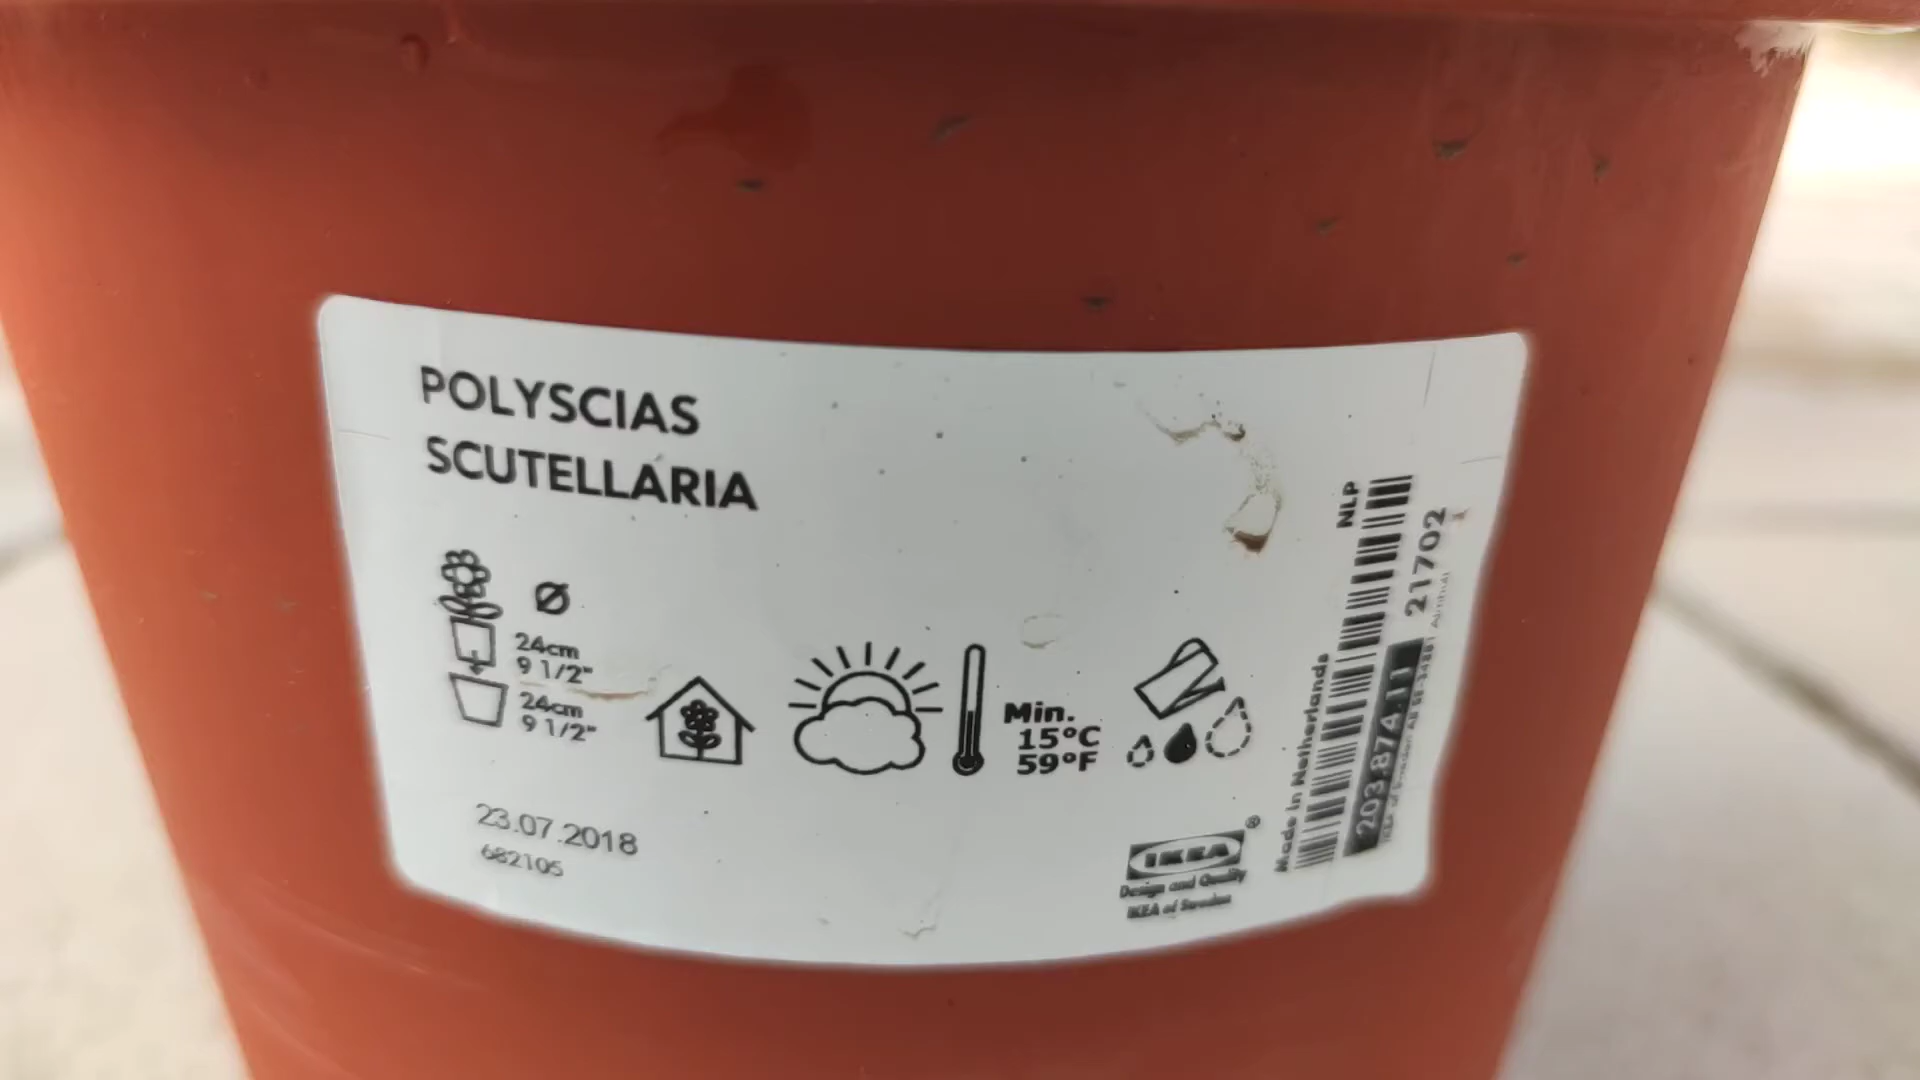 POLYSCIAS
SCUTELLARIA
Ø
24cm
9 1/2"
24cm
9 1/2"
Min.
15°C
59°F
23.07.2018
682105
IKEA®
Design and Quality
IKEA of Sweden
Made in Netherlands
NLP
203.874.11
21702